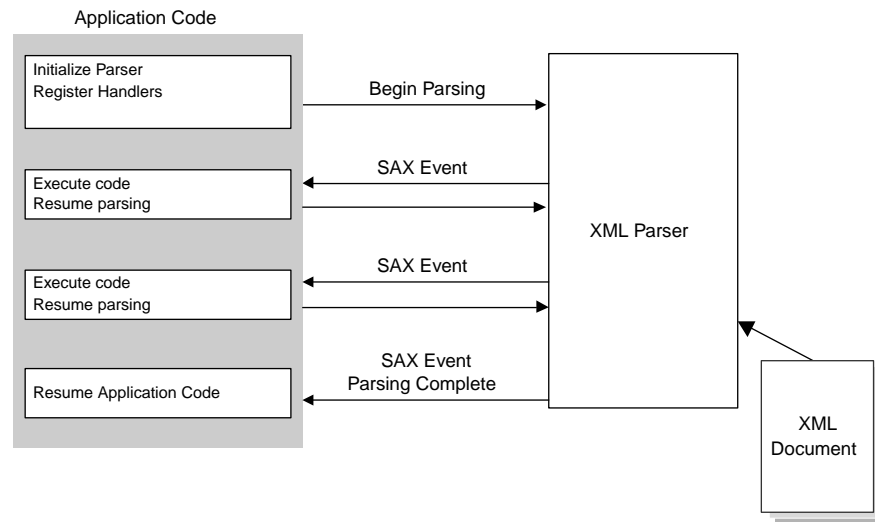 Application Code
Initialize Parser
Register Handlers
Begin Parsing
SAX Event
Execute code
Resume parsing
XML Parser
SAX Event
Execute code
Resume parsing
SAX Event
Parsing Complete
Resume Application Code
XML
Document